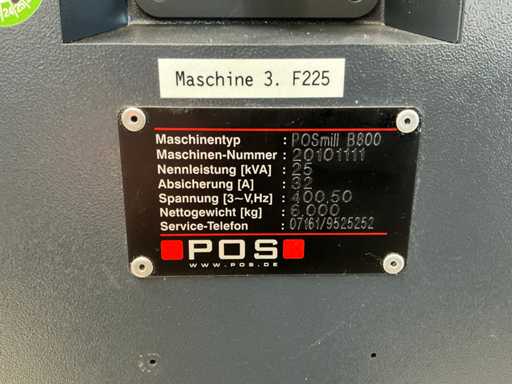 Maschine 3. F225
Maschinentyp : POSmill B800
Maschinen-Nummer : 20101111
Nennleistung [kVA] : 25
Absicherung [A] : 32
Spannung [3~V,Hz] : 400,50
Nettogewicht [kg] : 6,000
Service-Telefon : 07161/9525252
POS
WWW.POS.DE